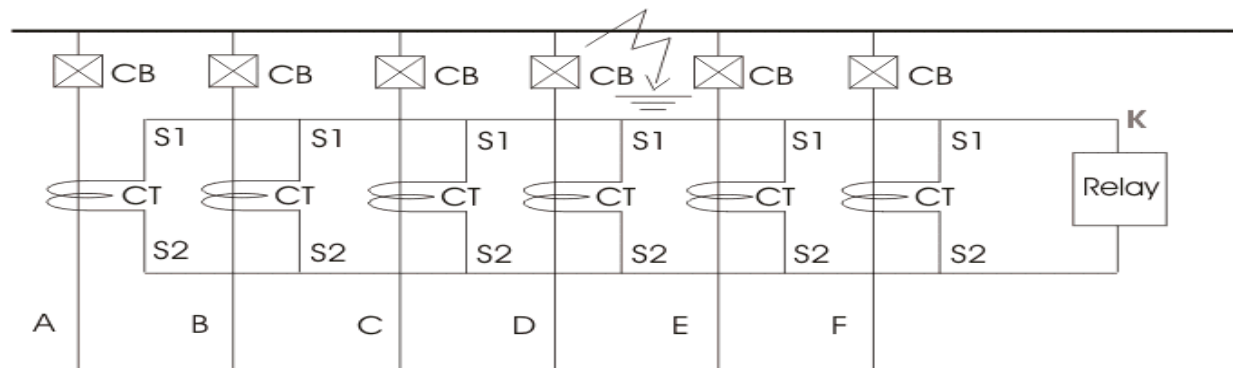 CB CB CB CB CB CB
K
S1 S1 S1 S1 S1 S1
CT CT CT CT CT CT Relay
S2 S2 S2 S2 S2 S2
A B C D E F